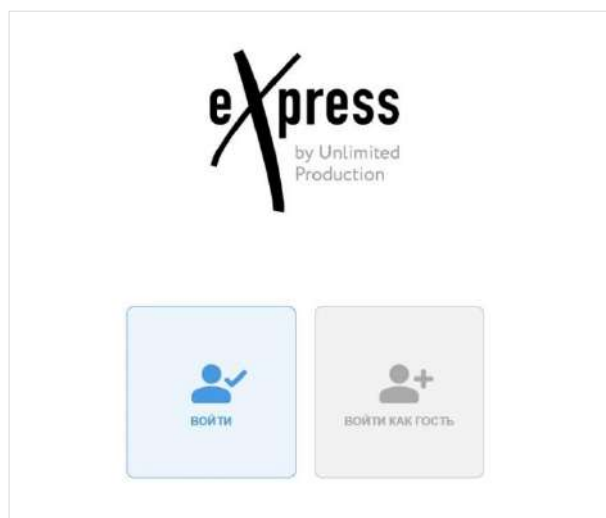 eXpress
by Unlimited
Production
ВОЙТИ
ВОЙТИ КАК ГОСТЬ